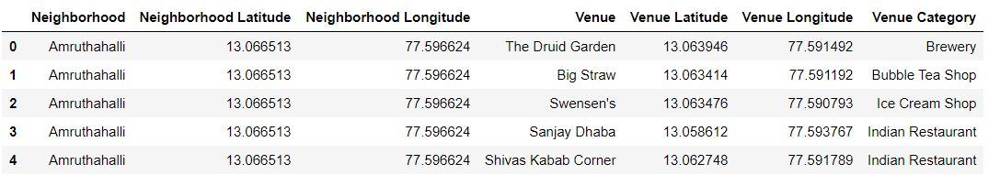 Neighborhood Neighborhood Latitude Neighborhood Longitude Venue Venue Latitude Venue Longitude Venue Category
0 Amruthahalli 13.066513 77.596624 The Druid Garden 13.063946 77.591492 Brewery
1 Amruthahalli 13.066513 77.596624 Big Straw 13.063414 77.591192 Bubble Tea Shop
2 Amruthahalli 13.066513 77.596624 Swensen's 13.063476 77.590793 Ice Cream Shop
3 Amruthahalli 13.066513 77.596624 Sanjay Dhaba 13.058612 77.593767 Indian Restaurant
4 Amruthahalli 13.066513 77.596624 Shivas Kabab Corner 13.062748 77.591789 Indian Restaurant